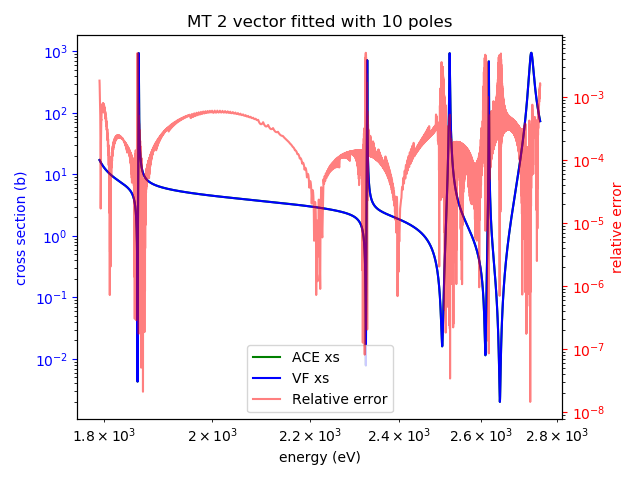 MT 2 vector fitted with 10 poles
10³
10²
10¹
10⁰
10⁻¹
10⁻²
cross section (b)
10⁻³
10⁻⁴
10⁻⁵
10⁻⁶
10⁻⁷
10⁻⁸
relative error
ACE xs
VF xs
Relative error
1.8 × 10³ 2 × 10³ 2.2 × 10³ 2.4 × 10³ 2.6 × 10³ 2.8 × 10³
energy (eV)